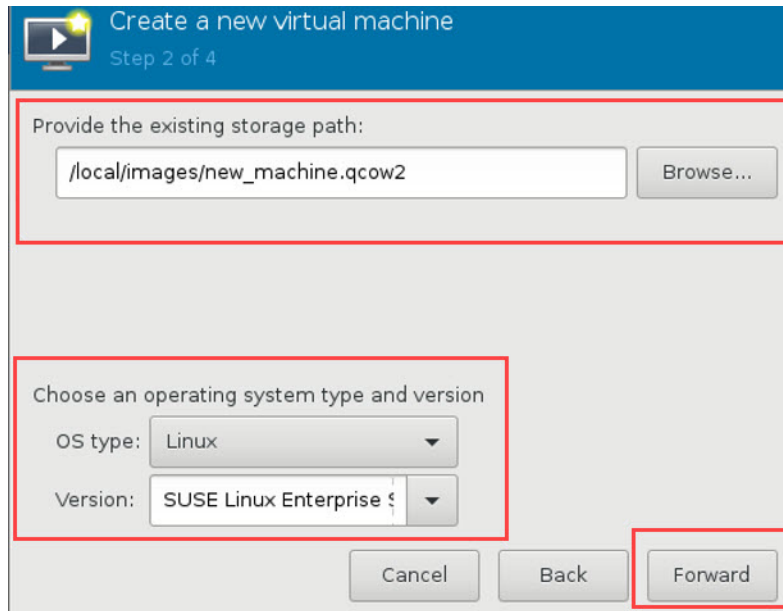 Create a new virtual machine
Step 2 of 4
Provide the existing storage path:
/local/images/new_machine.qcow2 Browse...
Choose an operating system type and version
OS type: Linux
Version: SUSE Linux Enterprise
Cancel Back Forward